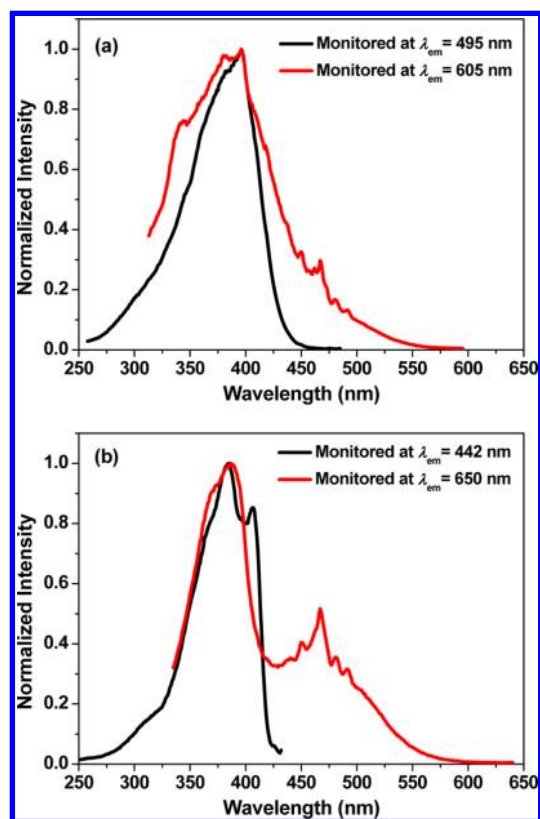 (a)
Monitored at λem= 495 nm
Monitored at λem= 605 nm
1.0
0.8
0.6
0.4
0.2
0.0
Normalized Intensity
250 300 350 400 450 500 550 600 650
Wavelength (nm)
(b)
Monitored at λem= 442 nm
Monitored at λem= 650 nm
1.0
0.8
0.6
0.4
0.2
0.0
Normalized Intensity
250 300 350 400 450 500 550 600 650
Wavelength (nm)